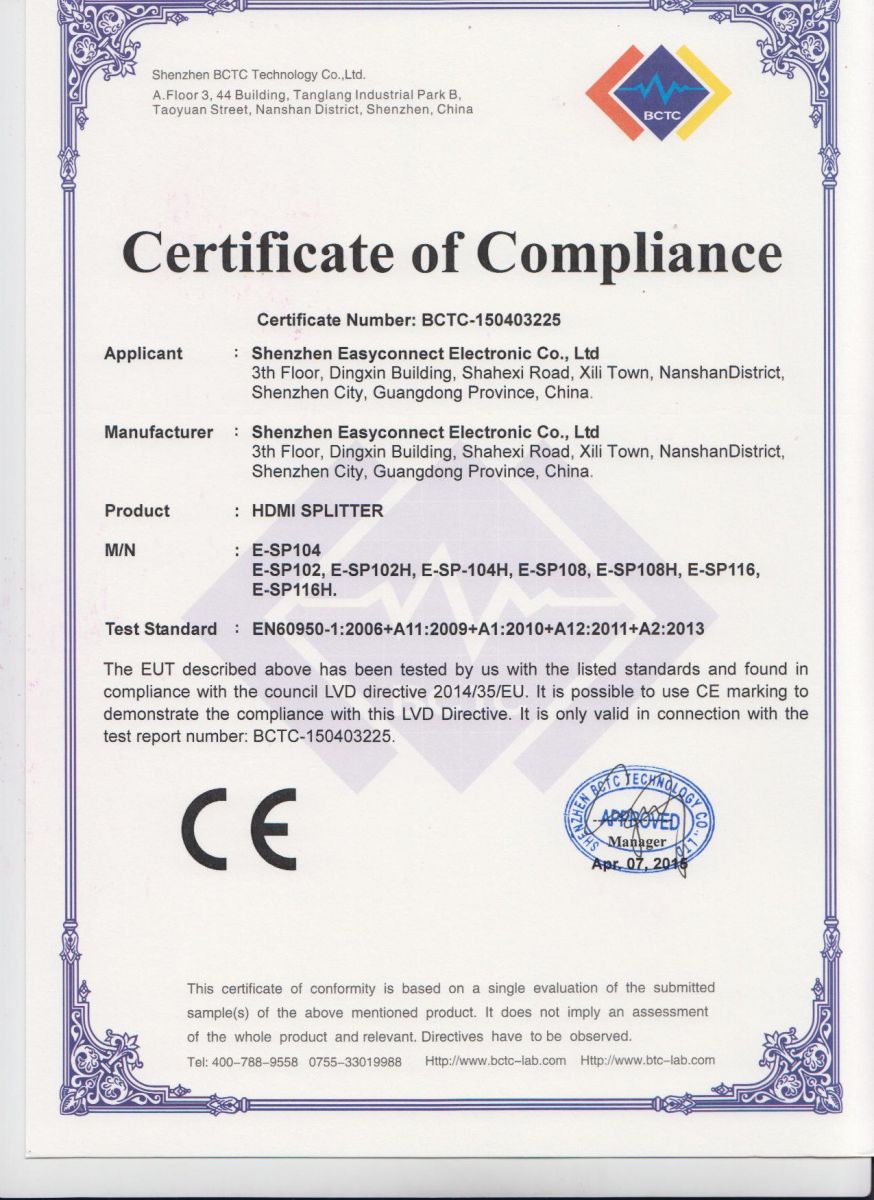 Shenzhen BCTC Technology Co.,Ltd.
A.Floor 3, 44 Building, Tanglang Industrial Park B,
Taoyuan Street, Nanshan District, Shenzhen, China
BCTC
Certificate of Compliance
Certificate Number: BCTC-150403225
Applicant : Shenzhen Easyconnect Electronic Co., Ltd
3th Floor, Dingxin Building, Shahexi Road, Xili Town, NanshanDistrict,
Shenzhen City, Guangdong Province, China.
Manufacturer : Shenzhen Easyconnect Electronic Co., Ltd
3th Floor, Dingxin Building, Shahexi Road, Xili Town, NanshanDistrict,
Shenzhen City, Guangdong Province, China.
Product : HDMI SPLITTER
M/N : E-SP104
E-SP102, E-SP102H, E-SP-104H, E-SP108, E-SP108H, E-SP116,
E-SP116H.
Test Standard : EN60950-1:2006+A11:2009+A1:2010+A12:2011+A2:2013
The EUT described above has been tested by us with the listed standards and found in
compliance with the council LVD directive 2014/35/EU. It is possible to use CE marking to
demonstrate the compliance with this LVD Directive. It is only valid in connection with the
test report number: BCTC-150403225.
CE
SHENZHEN BCTC TECHNOLOGY CO., LTD
APPROVED
Manager
Apr. 07, 2015
This certificate of conformity is based on a single evaluation of the submitted
sample(s) of the above mentioned product. It does not imply an assessment
of the whole product and relevant. Directives have to be observed.
Tel: 400-788-9558 0755-33019988 Http://www.bctc-lab.com Http://www.btc-lab.com